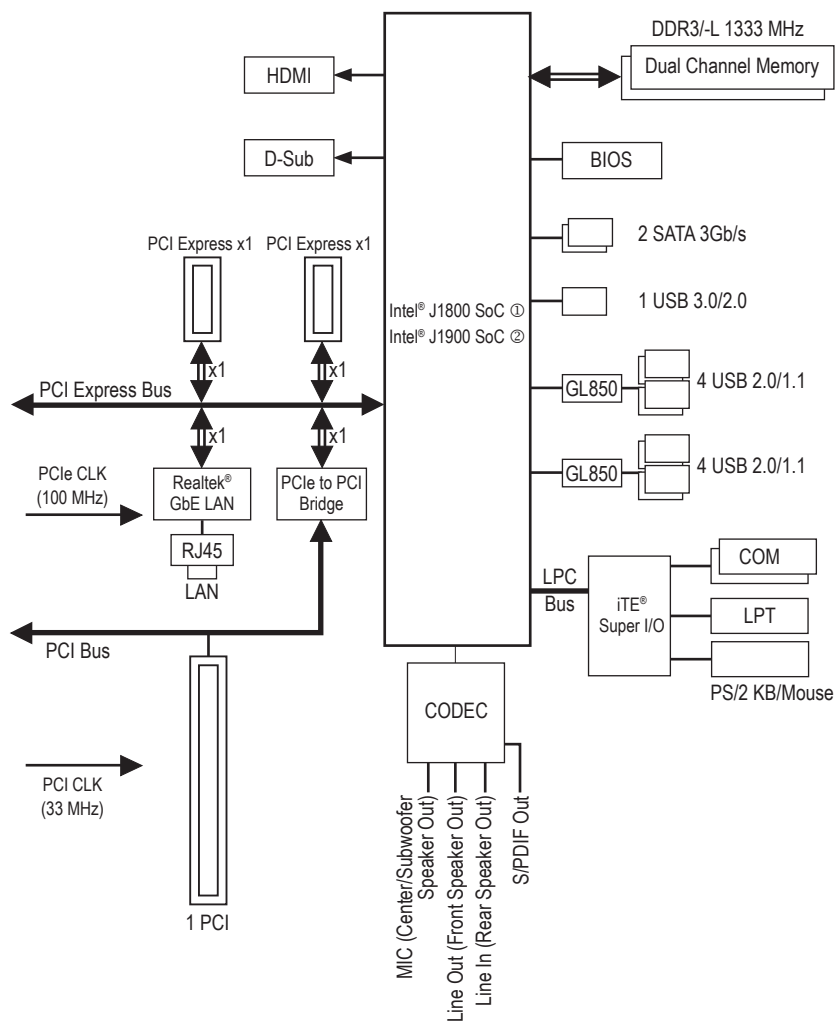 DDR3/-L 1333 MHz
Dual Channel Memory
HDMI
D-Sub
BIOS
2 SATA 3Gb/s
PCI Express x1
PCI Express x1
1 USB 3.0/2.0
Intel® J1800 SoC ①
Intel® J1900 SoC ②
x1
x1
PCI Express Bus
GL850
4 USB 2.0/1.1
x1
x1
GL850
4 USB 2.0/1.1
PCIe CLK
(100 MHz)
Realtek®
GbE LAN
PCIe to PCI
Bridge
RJ45
LAN
LPC
Bus
iTE®
Super I/O
COM
LPT
PS/2 KB/Mouse
PCI Bus
CODEC
PCI CLK
(33 MHz)
1 PCI
MIC (Center/Subwoofer
Speaker Out)
Line Out (Front Speaker Out)
Line In (Rear Speaker Out)
S/PDIF Out